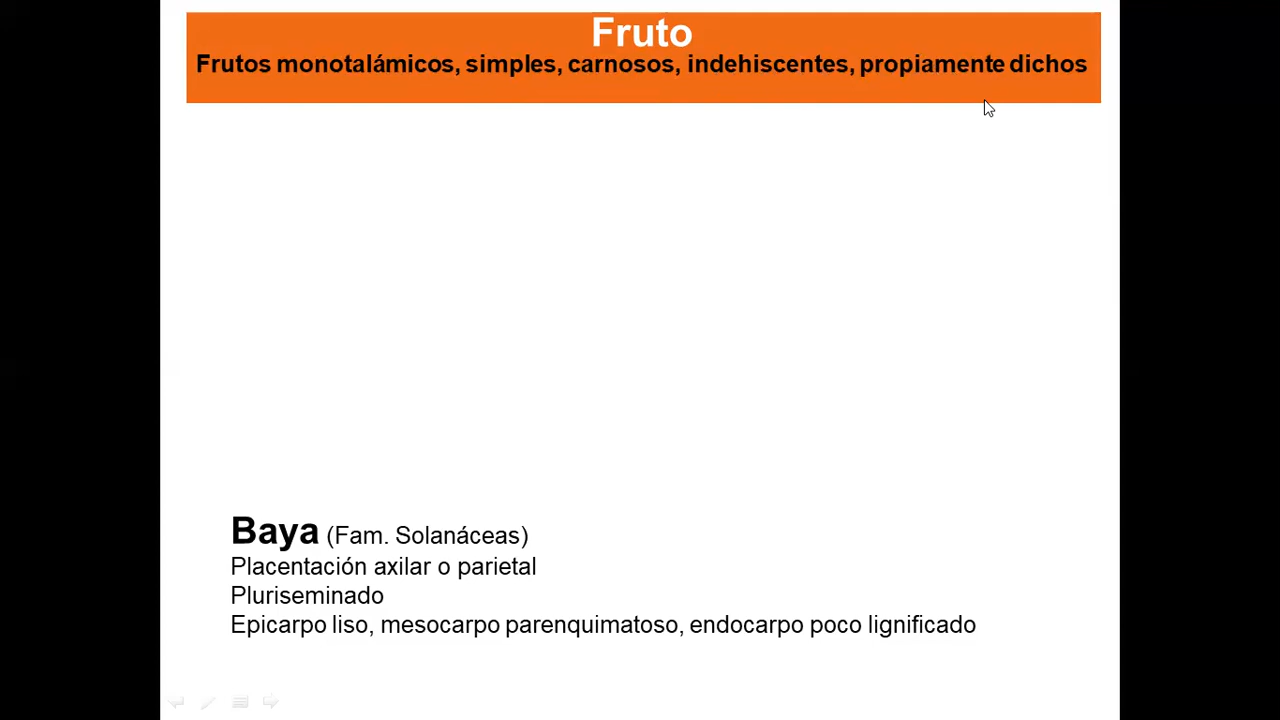 Fruto
Frutos monotalámicos, simples, carnosos, indehiscentes, propiamente dichos
Baya (Fam. Solanáceas)
Placentación axilar o parietal
Pluriseminado
Epicarpo liso, mesocarpo parenquimatoso, endocarpo poco lignificado